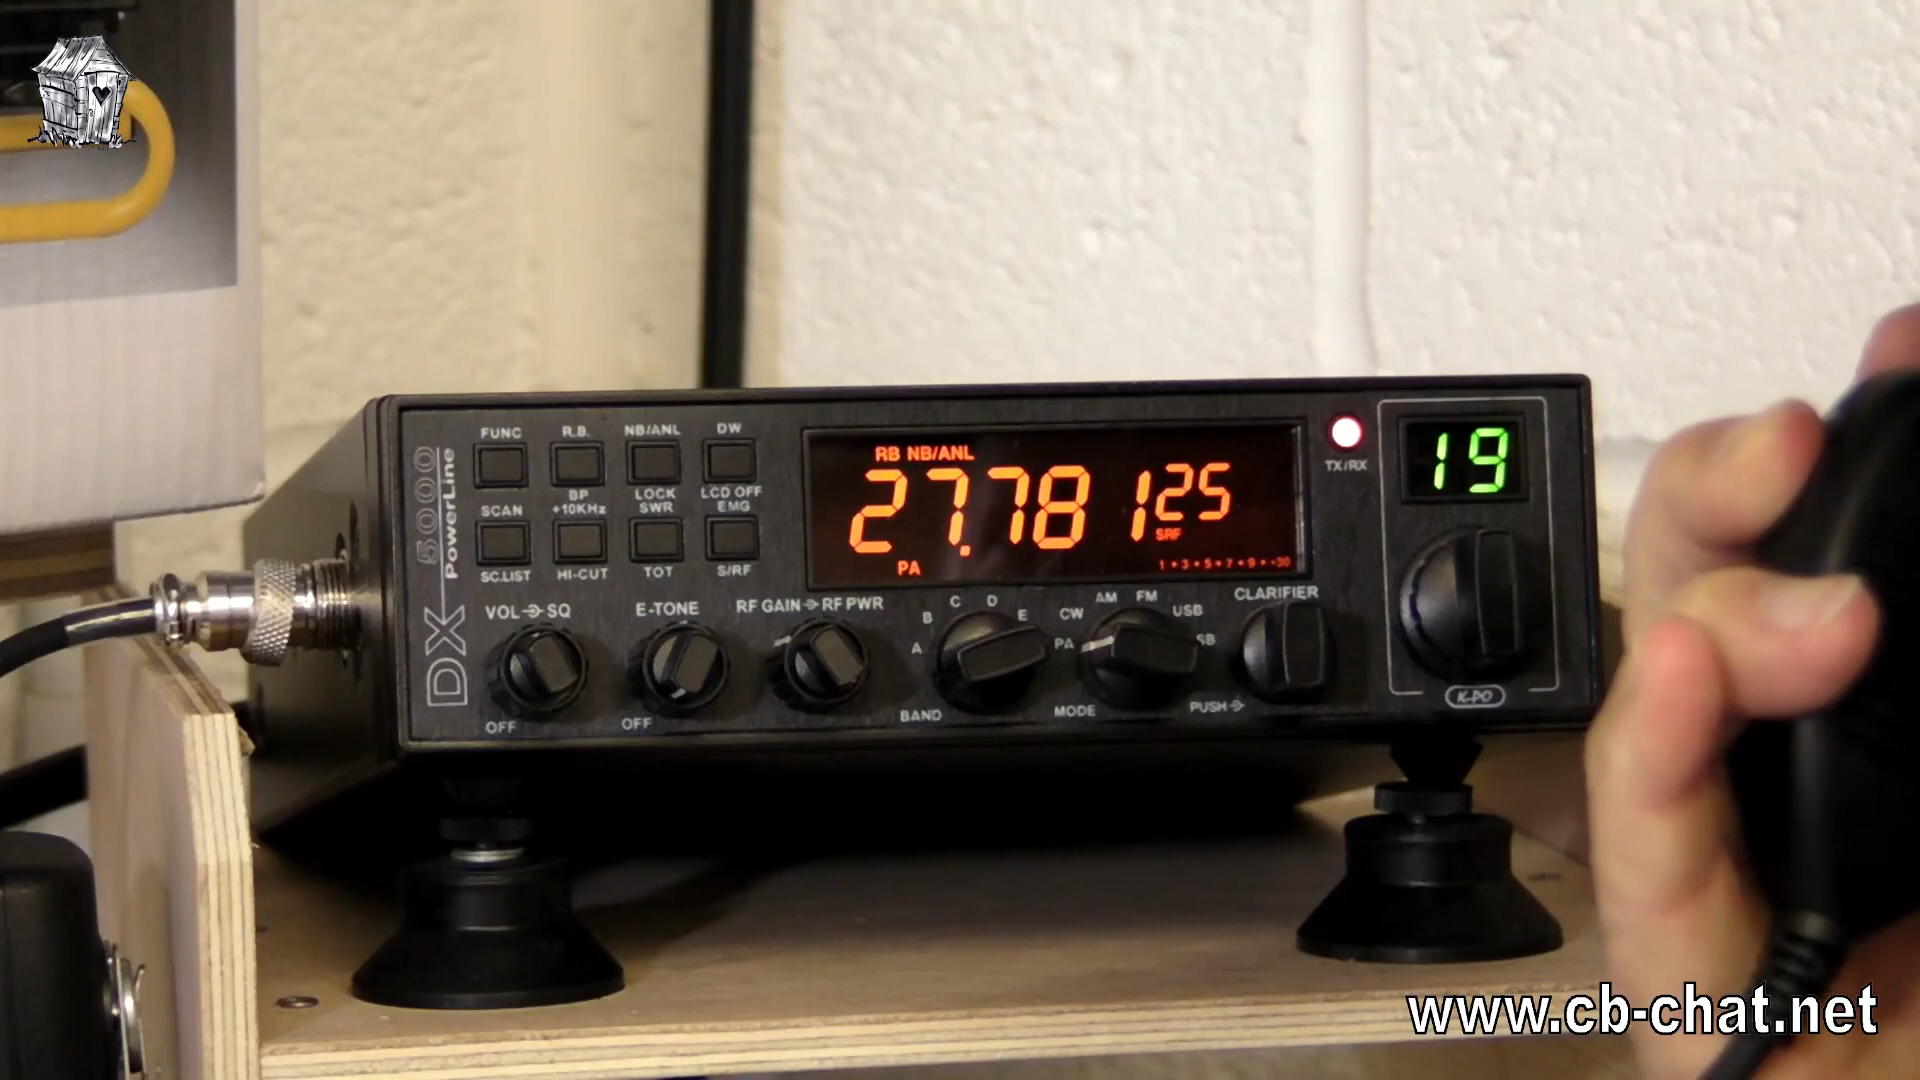 FUNC R.B. NB/ANL DW
BP LOCK LCD OFF
SCAN +10KHz SWR EMG
SC.LIST HI-CUT TOT S/RF
DX 5000
PowerLine
RB NB/ANL
27.78125
SRF
PA
1•3•5•7•9•+30
TX/RX
19
VOL SQ
OFF
E-TONE
OFF
RF GAIN RF PWR
A B C D E
BAND
PA CW AM FM USB SB
MODE
CLARIFIER
PUSH
K-PO
www.cb-chat.net